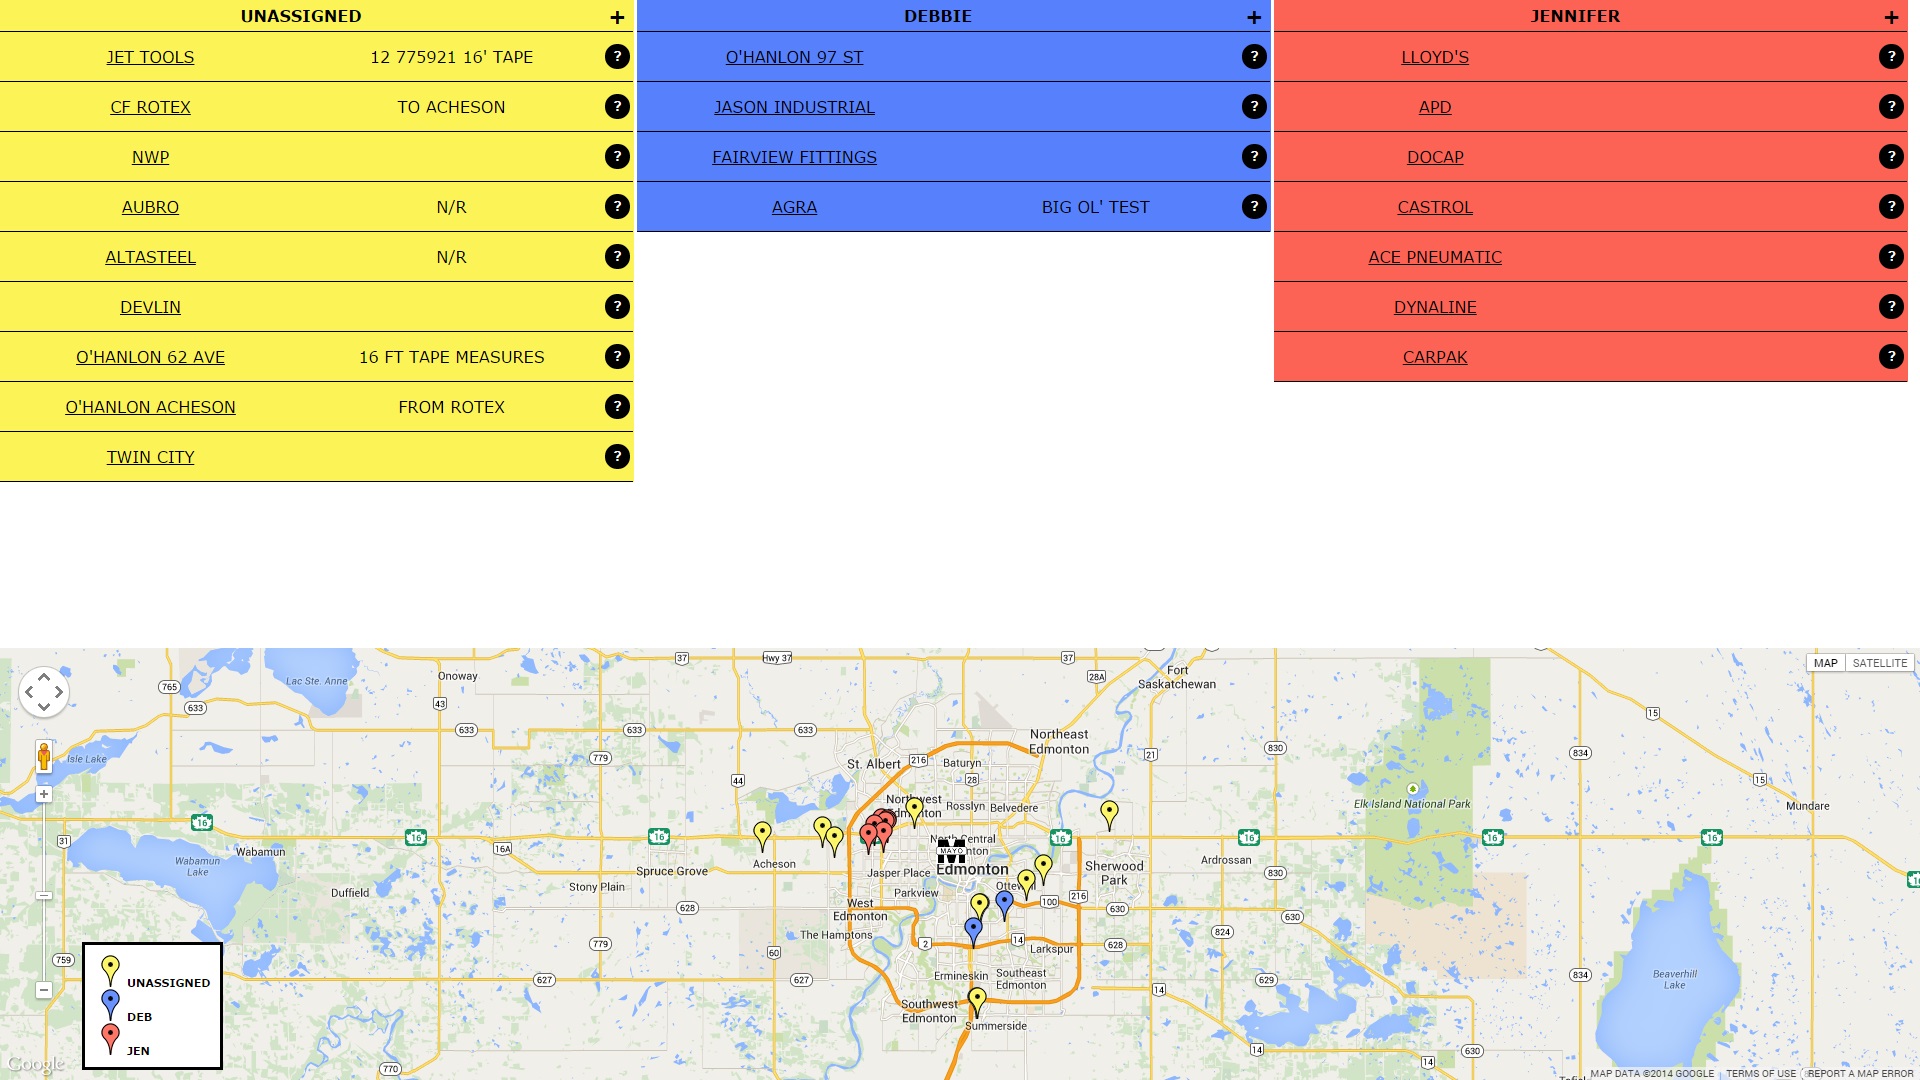 UNASSIGNED +
JET TOOLS 12 775921 16' TAPE ?
CF ROTEX TO ACHESON ?
NWP ?
AUBRO N/R ?
ALTASTEEL N/R ?
DEVLIN ?
O'HANLON 62 AVE 16 FT TAPE MEASURES ?
O'HANLON ACHESON FROM ROTEX ?
TWIN CITY ?
DEBBIE +
O'HANLON 97 ST ?
JASON INDUSTRIAL ?
FAIRVIEW FITTINGS ?
AGRA BIG OL' TEST ?
JENNIFER +
LLOYD'S ?
APD ?
DOCAP ?
CASTROL ?
ACE PNEUMATIC ?
DYNALINE ?
CARPAK ?
37
Hwy 37
37
MAP SATELLITE
Onoway
28A
Fort
Saskatchewan
Lac Ste. Anne
765
633
43
15
633
633
633
Northeast
Edmonton
830
834
Isle Lake
779
St. Albert
216
Baturyn
21
44
28
15
Northwest
Edmonton
Rosslyn
Belvedere
Elk Island National Park
Mundare
16
16
16
16
16
16
16
31
16A
Wabamun
Wabamun
Lake
Acheson
North Central
MAYO
Edmonton
Ardrossan
Spruce Grove
Jasper Place
Sherwood
Park
830
Stony Plain
Duffield
Parkview
216
628
West
Edmonton
100
630
630
The Hamptons
824
779
2
14
Larkspur
628
60
759
627
627
Ermineskin
Southeast
Edmonton
629
834
Beaverhill
Lake
14
Southwest
Edmonton
Summerside
UNASSIGNED
DEB
JEN
14
630
14
770
Google
MAP DATA ©2014 GOOGLE
TERMS OF USE
REPORT A MAP ERROR